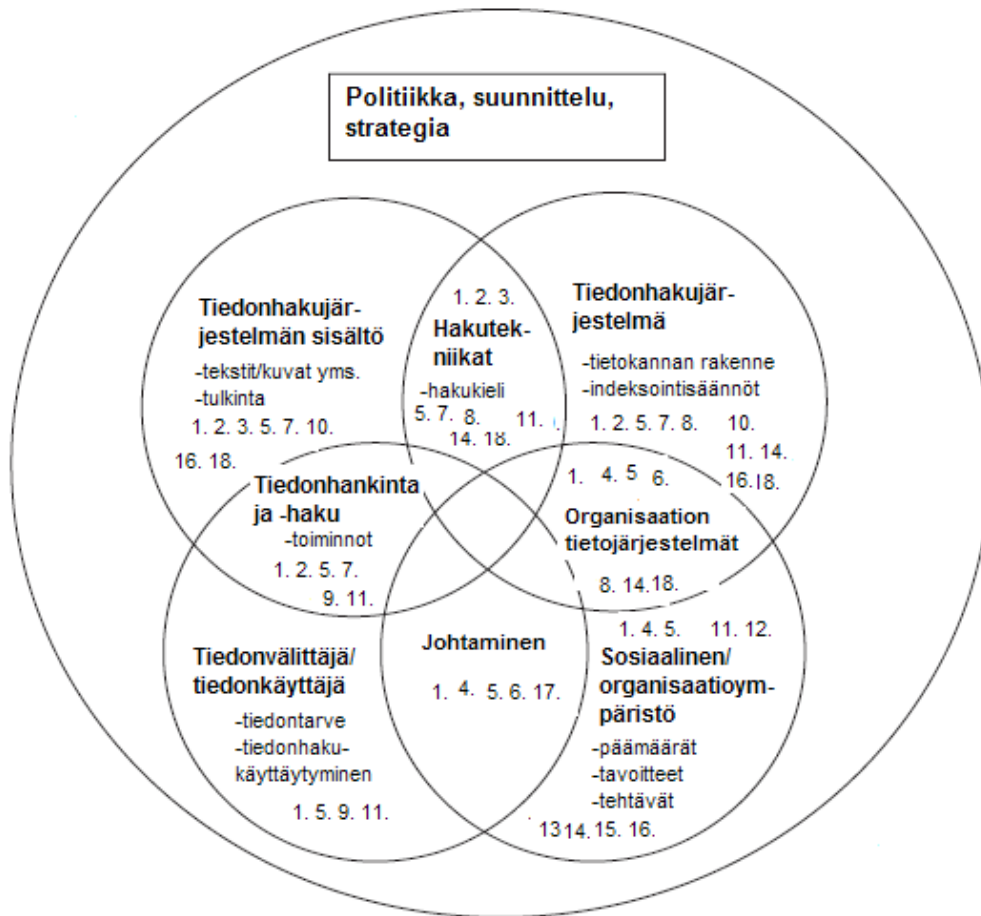 Politiikka, suunnittelu,
strategia
Tiedonhakujär-
jestelmän sisältö
-tekstit/kuvat yms.
-tulkinta
1. 2. 3. 5. 7. 10.
16. 18.
1. 2. 3.
Hakutek-
niikat
-hakukieli
5. 7. 8. 11.
14. 18.
Tiedonhakujär-
jestelmä
-tietokannan rakenne
-indeksointisäännöt
1. 2. 5. 7. 8. 10.
11. 14.
16. 18.
Tiedonhankinta
ja -haku
-toiminnot
1. 2. 5. 7.
9. 11.
1. 4. 5 6.
Organisaation
tietojärjestelmät
8. 14. 18.
Tiedonvälittäjä/
tiedonkäyttäjä
-tiedontarve
-tiedonhaku-
käyttäytyminen
1. 5. 9. 11.
Johtaminen
1. 4. 5. 6. 17.
1. 4. 5. 11. 12.
Sosiaalinen/
organisaatioym-
päristö
-päämäärät
-tavoitteet
-tehtävät
13 14. 15. 16.